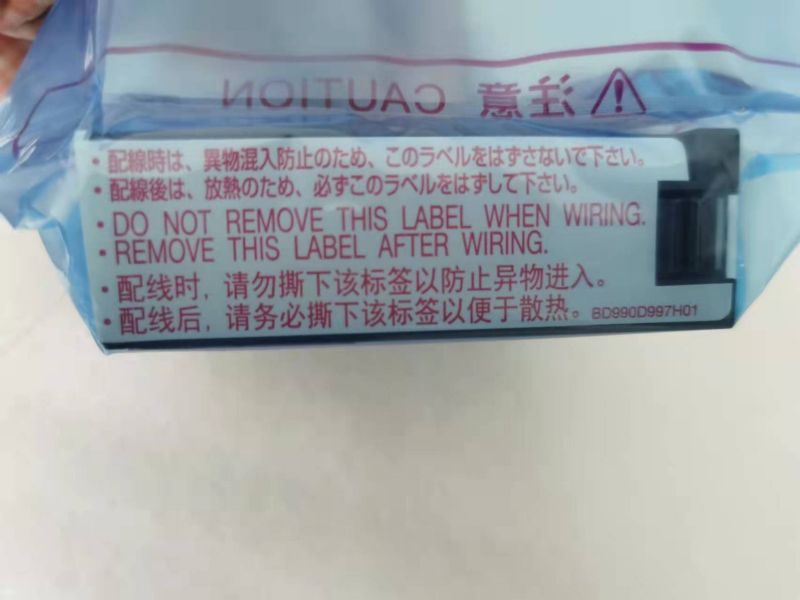 ⚠ 注意 CAUTION
・配線時は、異物混入防止のため、このラベルをはずさないで下さい。
・配線後は、放熱のため、必ずこのラベルをはずして下さい。
・DO NOT REMOVE THIS LABEL WHEN WIRING.
・REMOVE THIS LABEL AFTER WIRING.
・配线时，请勿撕下该标签以防止异物进入。
・配线后，请务必撕下该标签以便于散热。 BD990D997H01